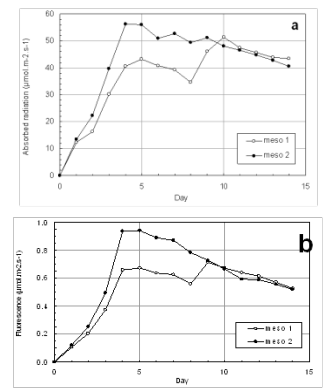 a
60
50
40
30
20
10
0
Absorbed radiation (μmol m-2 s-1)
meso 1
meso 2
0 5 10 15
Day
b
1.0
0.8
0.6
0.4
0.2
0.0
Fluorescence (μmol m-2 s-1)
meso 1
meso 2
0 5 10 15
Day